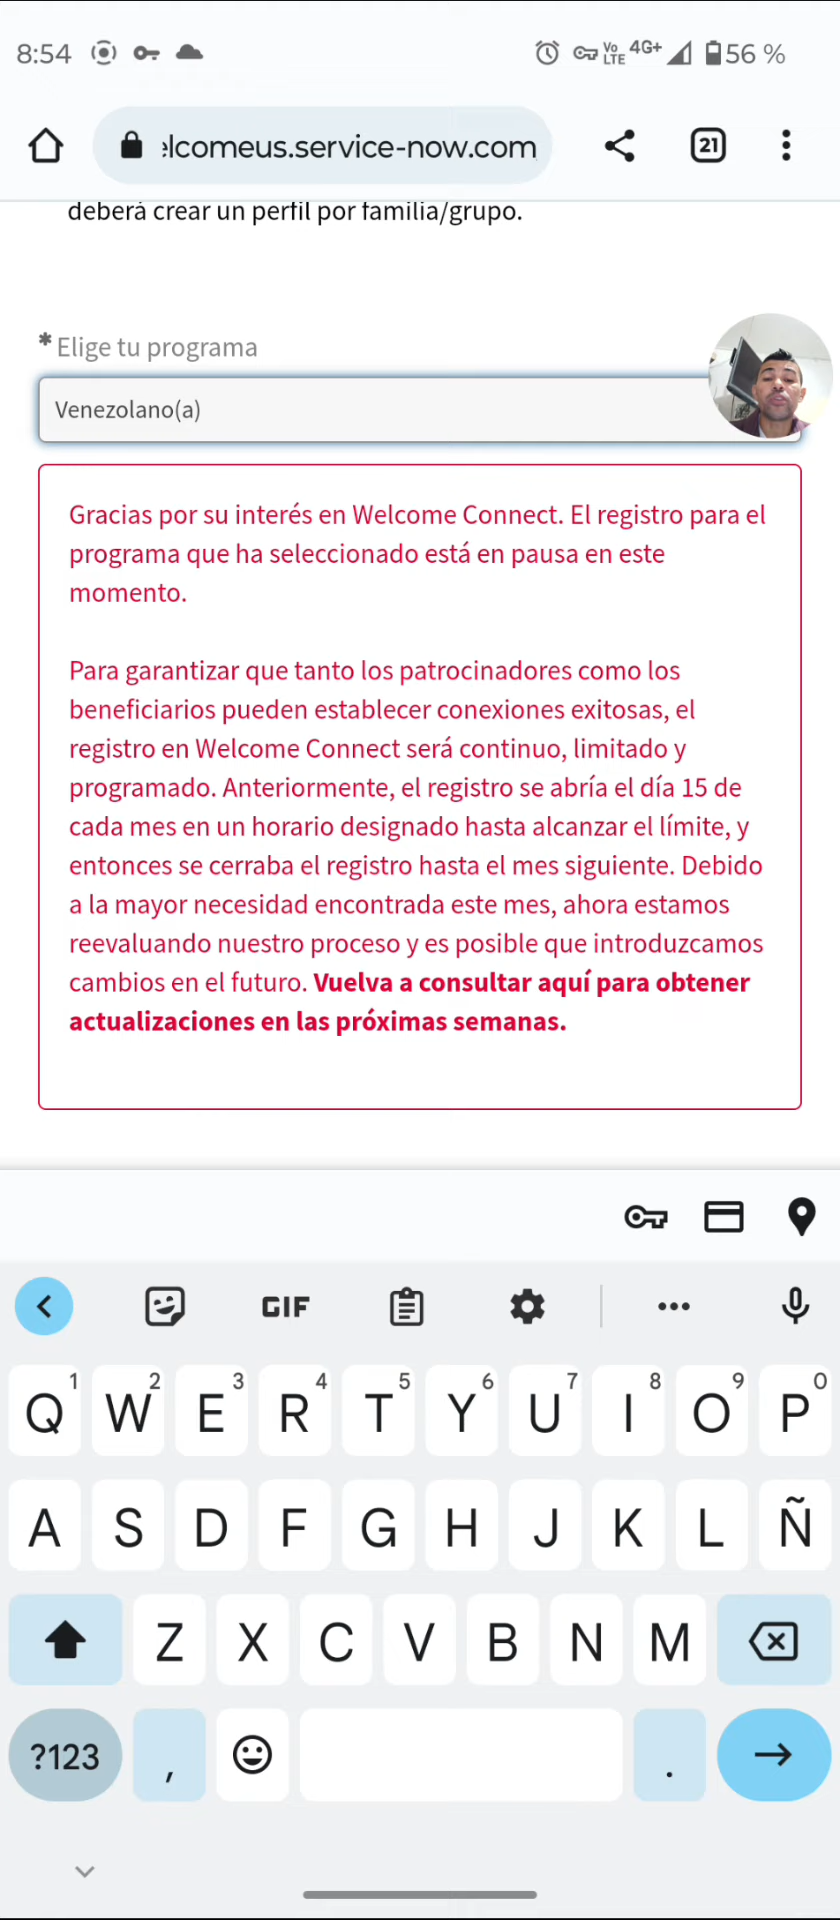 8:54 Vo LTE 4G+ 56 %
elcomeus.service-now.com 21
deberá crear un perfil por familia/grupo.
* Elige tu programa
Venezolano(a)
Gracias por su interés en Welcome Connect. El registro para el
programa que ha seleccionado está en pausa en este
momento.
Para garantizar que tanto los patrocinadores como los
beneficiarios pueden establecer conexiones exitosas, el
registro en Welcome Connect será continuo, limitado y
programado. Anteriormente, el registro se abría el día 15 de
cada mes en un horario designado hasta alcanzar el límite, y
entonces se cerraba el registro hasta el mes siguiente. Debido
a la mayor necesidad encontrada este mes, ahora estamos
reevaluando nuestro proceso y es posible que introduzcamos
cambios en el futuro. Vuelva a consultar aquí para obtener
actualizaciones en las próximas semanas.
GIF
Q 1 W 2 E 3 R 4 T 5 Y 6 U 7 I 8 O 9 P 0
A S D F G H J K L Ñ
Z X C V B N M
?123 , .